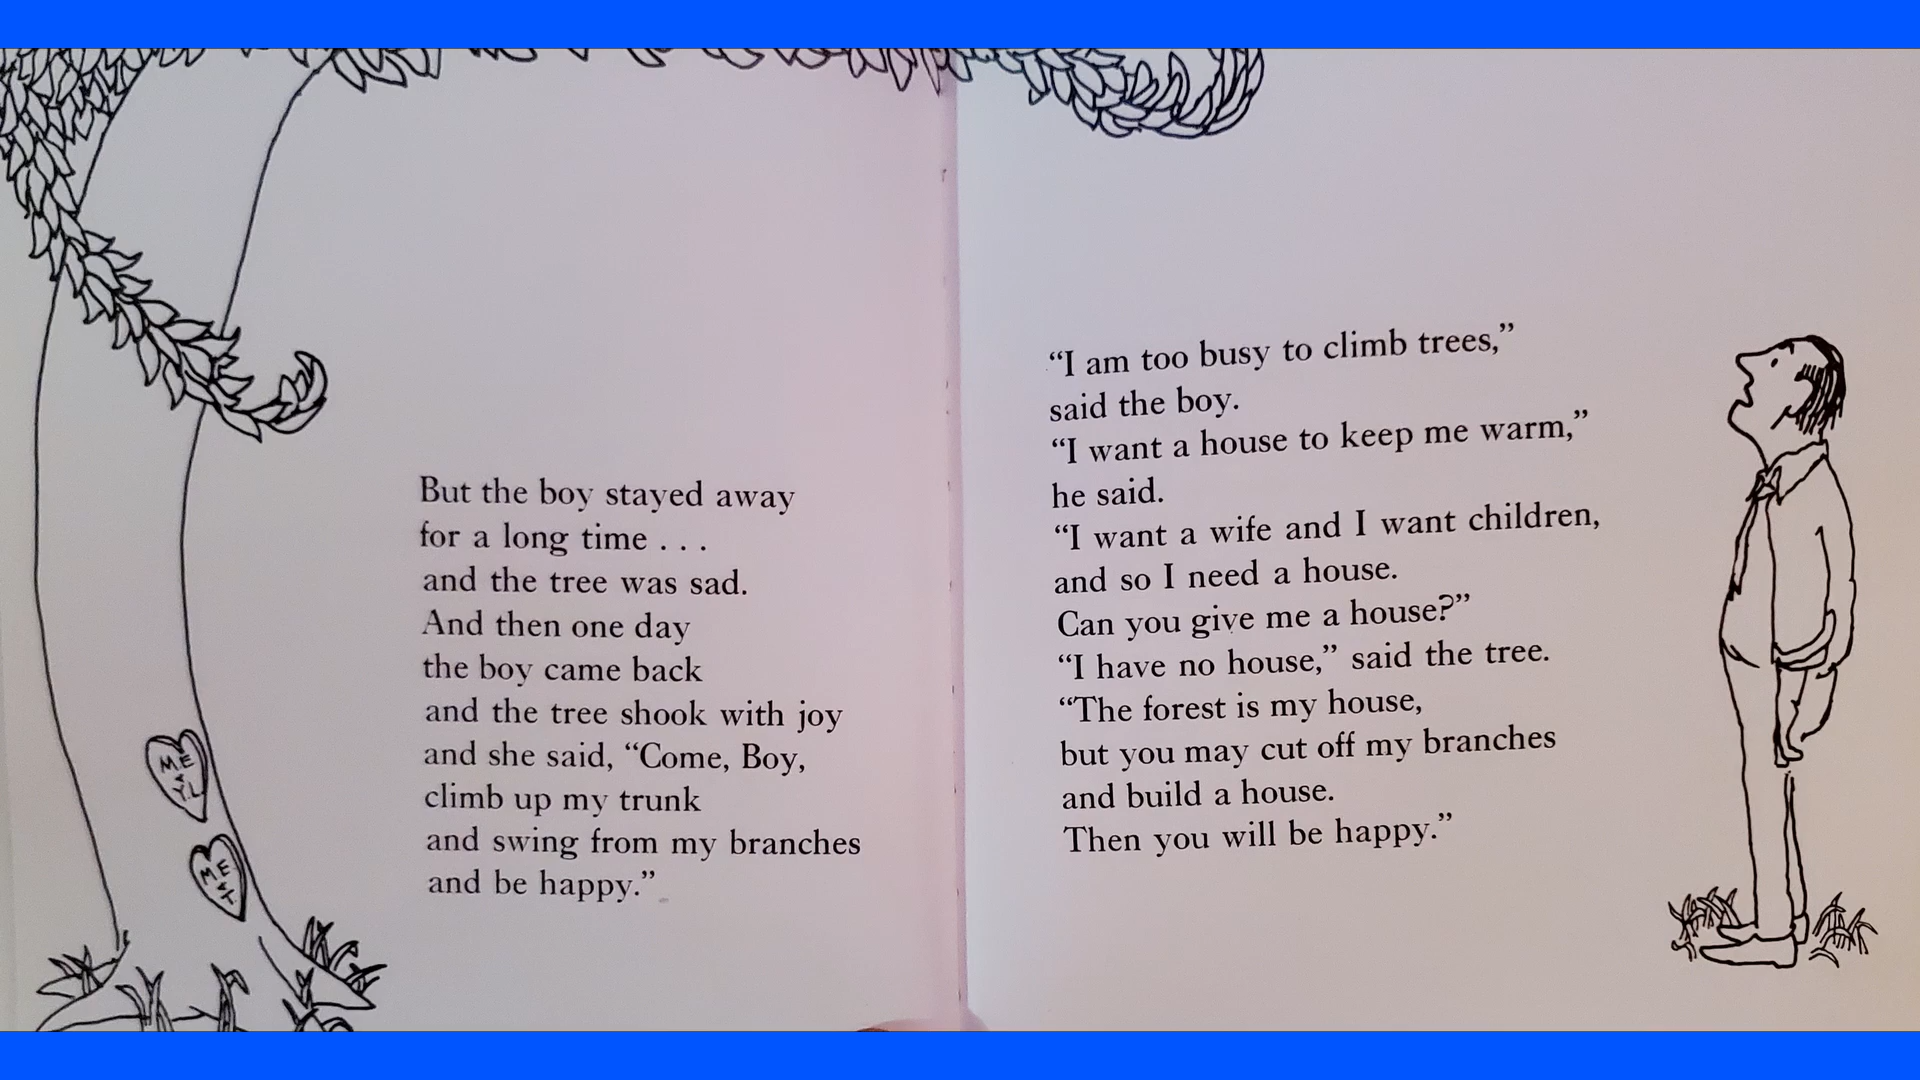 But the boy stayed away
for a long time . . .
and the tree was sad.
And then one day
the boy came back
and the tree shook with joy
and she said, “Come, Boy,
climb up my trunk
and swing from my branches
and be happy.”
“I am too busy to climb trees,”
said the boy.
“I want a house to keep me warm,”
he said.
“I want a wife and I want children,
and so I need a house.
Can you give me a house?”
“I have no house,” said the tree.
“The forest is my house,
but you may cut off my branches
and build a house.
Then you will be happy.”
ME
&
Y.L
ME
&
T